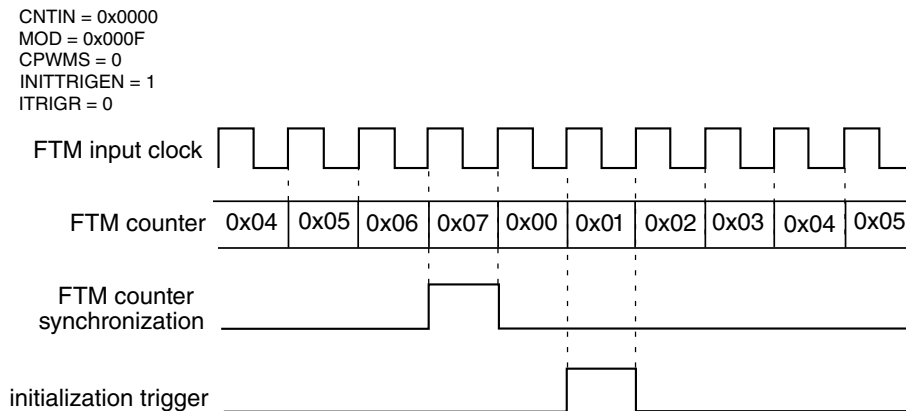 CNTIN = 0x0000
MOD = 0x000F
CPWMS = 0
INITTRIGEN = 1
ITRIGR = 0
FTM input clock
FTM counter 0x04 0x05 0x06 0x07 0x00 0x01 0x02 0x03 0x04 0x05
FTM counter
synchronization
initialization trigger